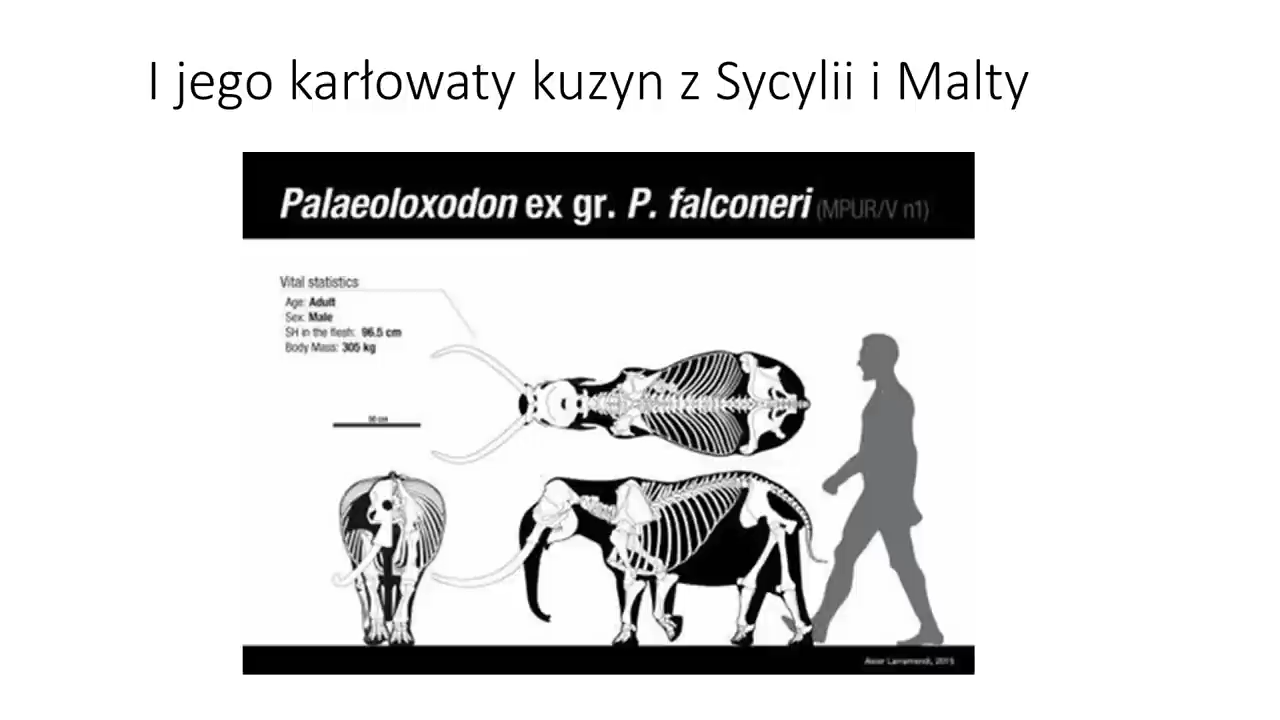 I jego karłowaty kuzyn z Sycylii i Malty
Palaeoloxodon ex gr. P. falconeri (MPUR/V n1)
Vital statistics
Age: Adult
Sex: Male
SH in the flesh: 96.5 cm
Body Mass: 305 kg
50 cm
Asier Larramendi, 2015